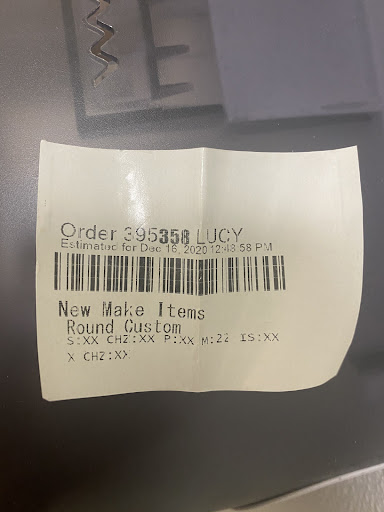 Order 395358 LUCY
Estimated for Dec 16, 2020 12:48:58 PM
New Make Items
Round Custom
S:XX CHZ:XX P:XX M:22 IS:XX
X CHZ:XX